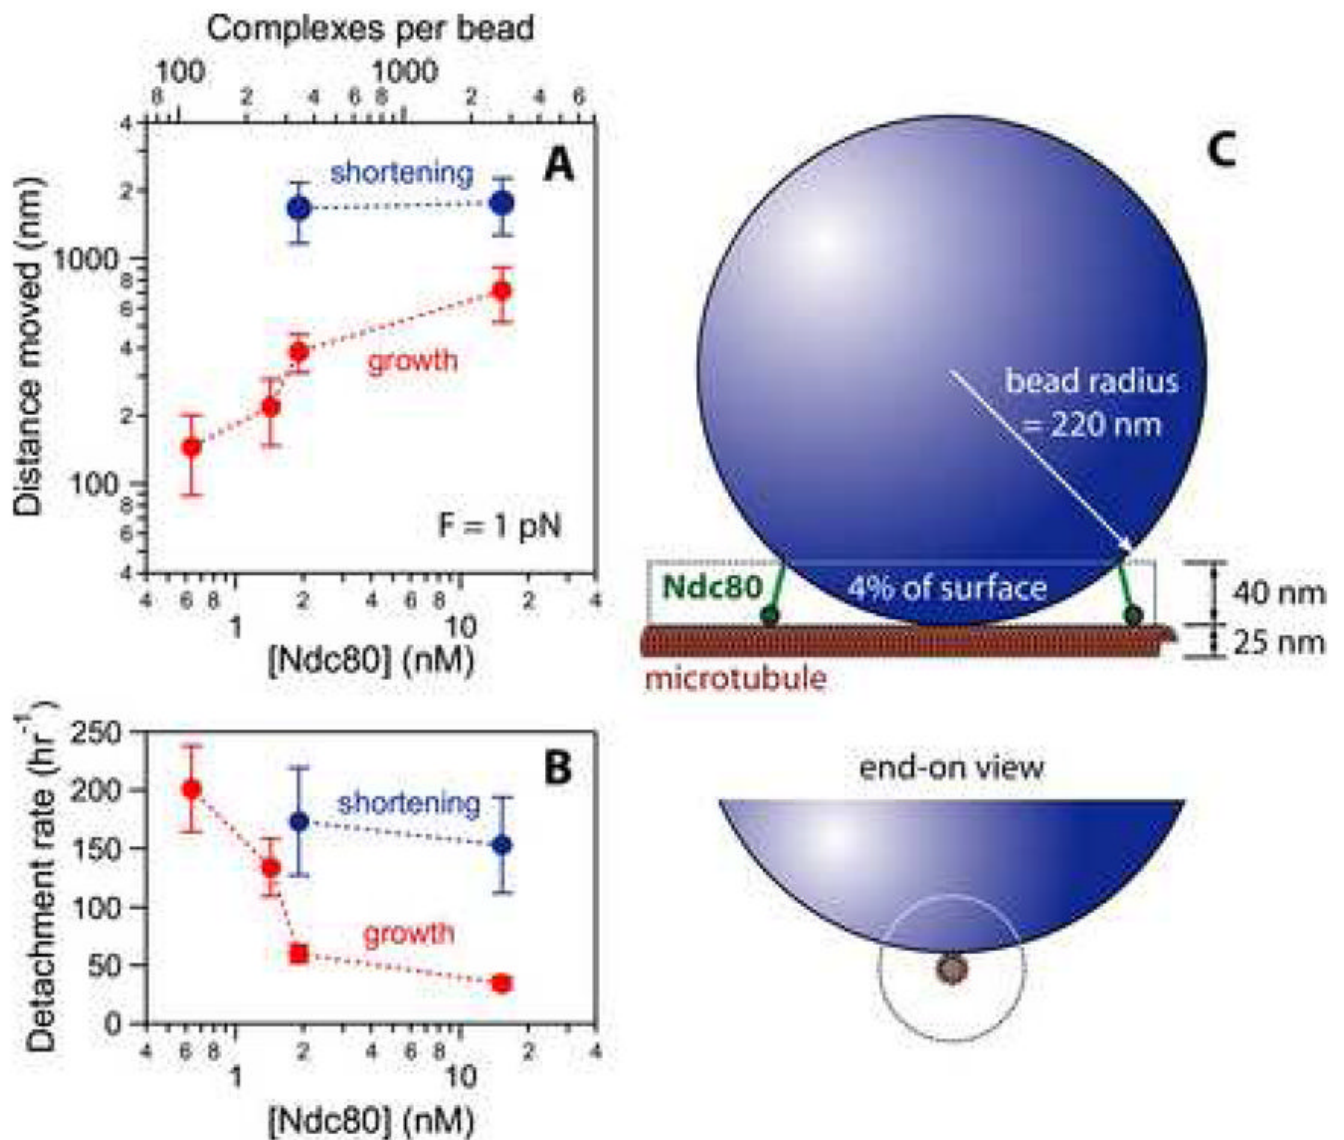 Complexes per bead
100 1000
8 2 4 6 8 2 4 6
A
4
2
1000
8
6
4
2
100
8
6
4
Distance moved (nm)
shortening
growth
F = 1 pN
4 6 8 2 4 6 8 2 4
1 10
[Ndc80] (nM)
B
250
200
150
100
50
0
Detachment rate (hr-1)
shortening
growth
4 6 8 2 4 6 8 2 4
1 10
[Ndc80] (nM)
C
bead radius
= 220 nm
Ndc80
4% of surface
40 nm
25 nm
microtubule
end-on view